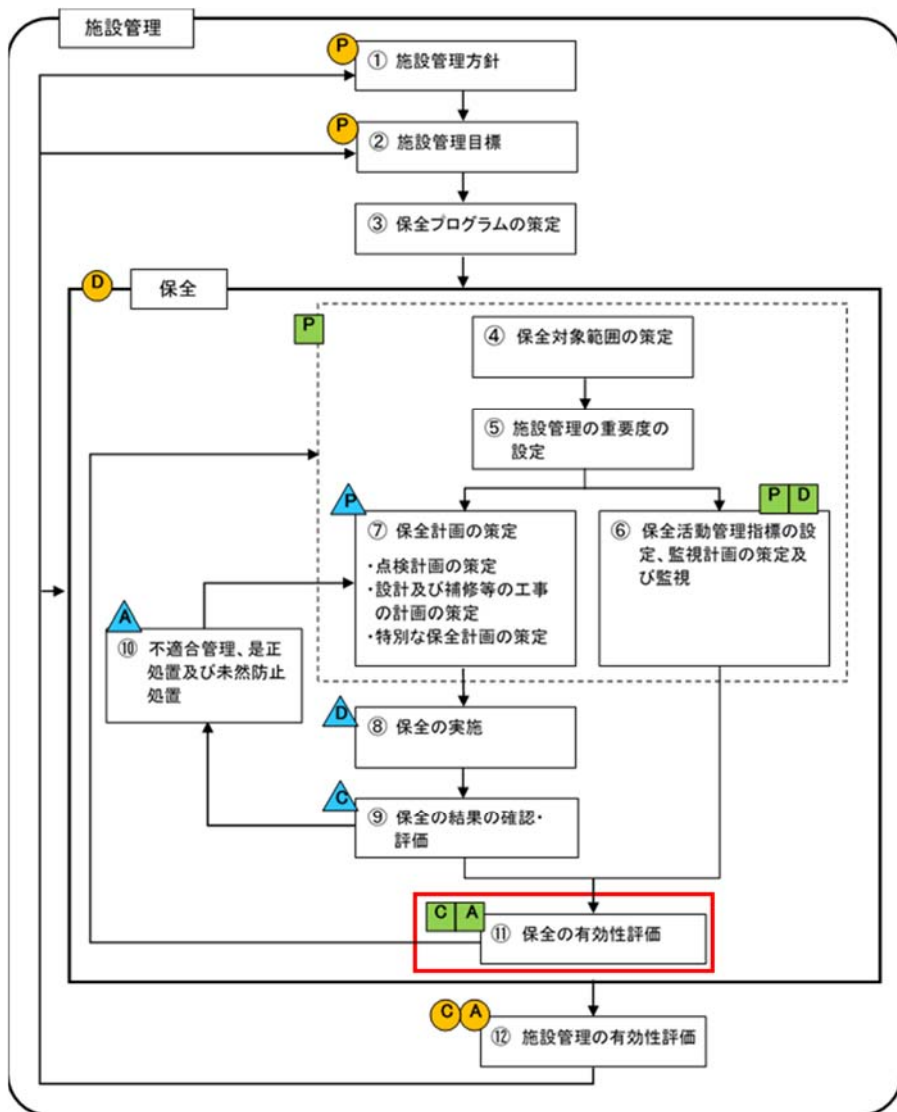 施設管理
P
① 施設管理方針
P
② 施設管理目標
③ 保全プログラムの策定
D
保全
P
④ 保全対象範囲の策定
⑤ 施設管理の重要度の
設定
P
⑦ 保全計画の策定
・点検計画の策定
・設計及び補修等の工事
の計画の策定
・特別な保全計画の策定
P D
⑥ 保全活動管理指標の設
定、監視計画の策定及
び監視
A
⑩ 不適合管理、是正
処置及び未然防止
処置
D
⑧ 保全の実施
C
⑨ 保全の結果の確認・
評価
C A
⑪ 保全の有効性評価
C A
⑫ 施設管理の有効性評価